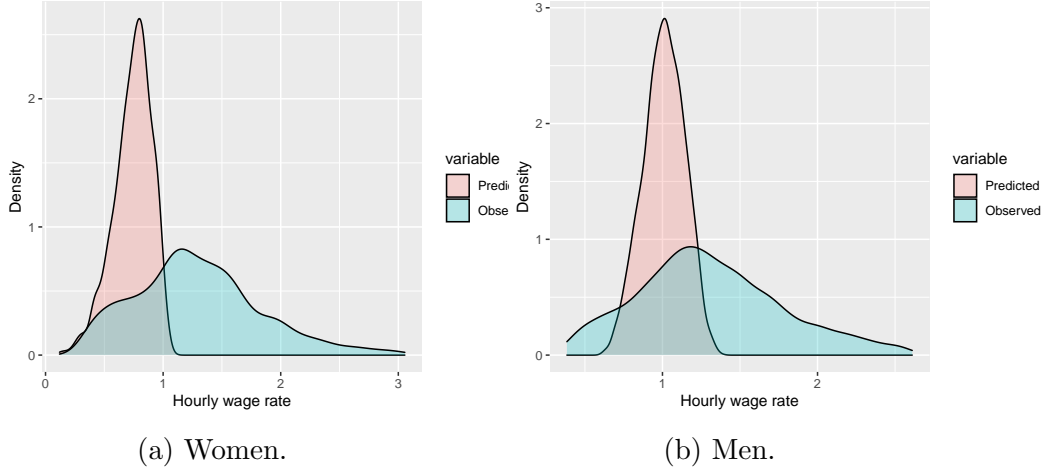 2
1
0
Density
0
1
2
3
Hourly wage rate
variable
Predi
Obse
(a) Women.
3
2
1
0
Density
1
2
Hourly wage rate
variable
Predicted
Observed
(b) Men.